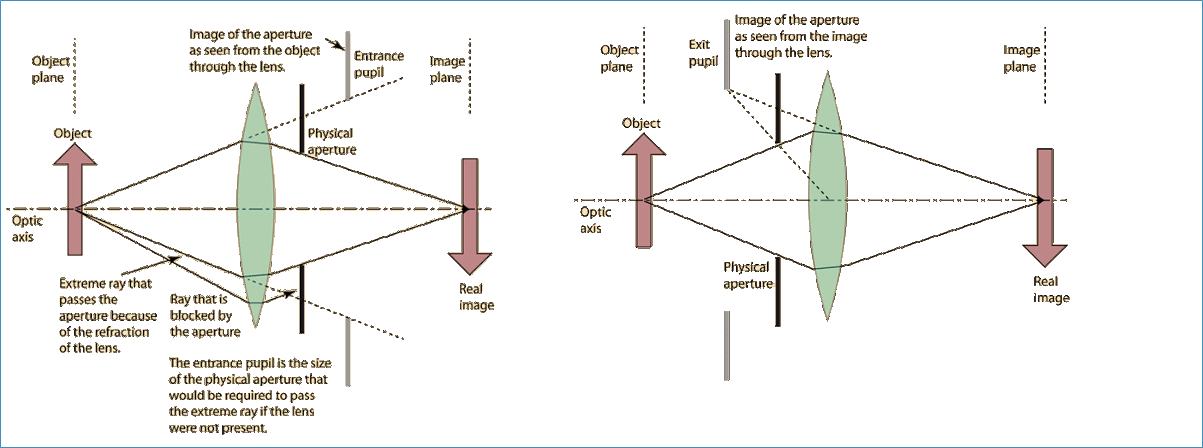 Image of the aperture
as seen from the object
through the lens.
Object
plane
Entrance
pupil
Image
plane
Object
Physical
aperture
Optic
axis
Extreme ray that
passes the
aperture because
of the refraction
of the lens.
Ray that is
blocked by
the aperture
Real
image
The entrance pupil is the size
of the physical aperture that
would be required to pass
the extreme ray if the lens
were not present.
Image of the aperture
as seen from the image
through the lens.
Object
plane
Exit
pupil
Image
plane
Object
Optic
axis
Physical
aperture
Real
image